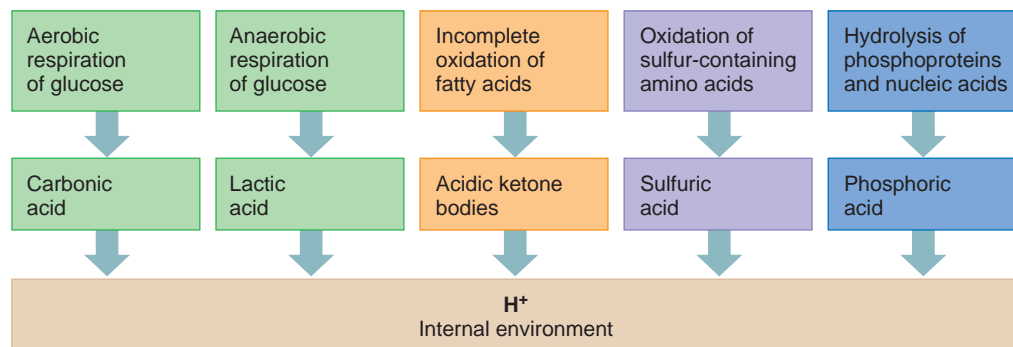 Aerobic
respiration
of glucose
Anaerobic
respiration
of glucose
Incomplete
oxidation of
fatty acids
Oxidation of
sulfur-containing
amino acids
Hydrolysis of
phosphoproteins
and nucleic acids
Carbonic
acid
Lactic
acid
Acidic ketone
bodies
Sulfuric
acid
Phosphoric
acid
H⁺
Internal environment